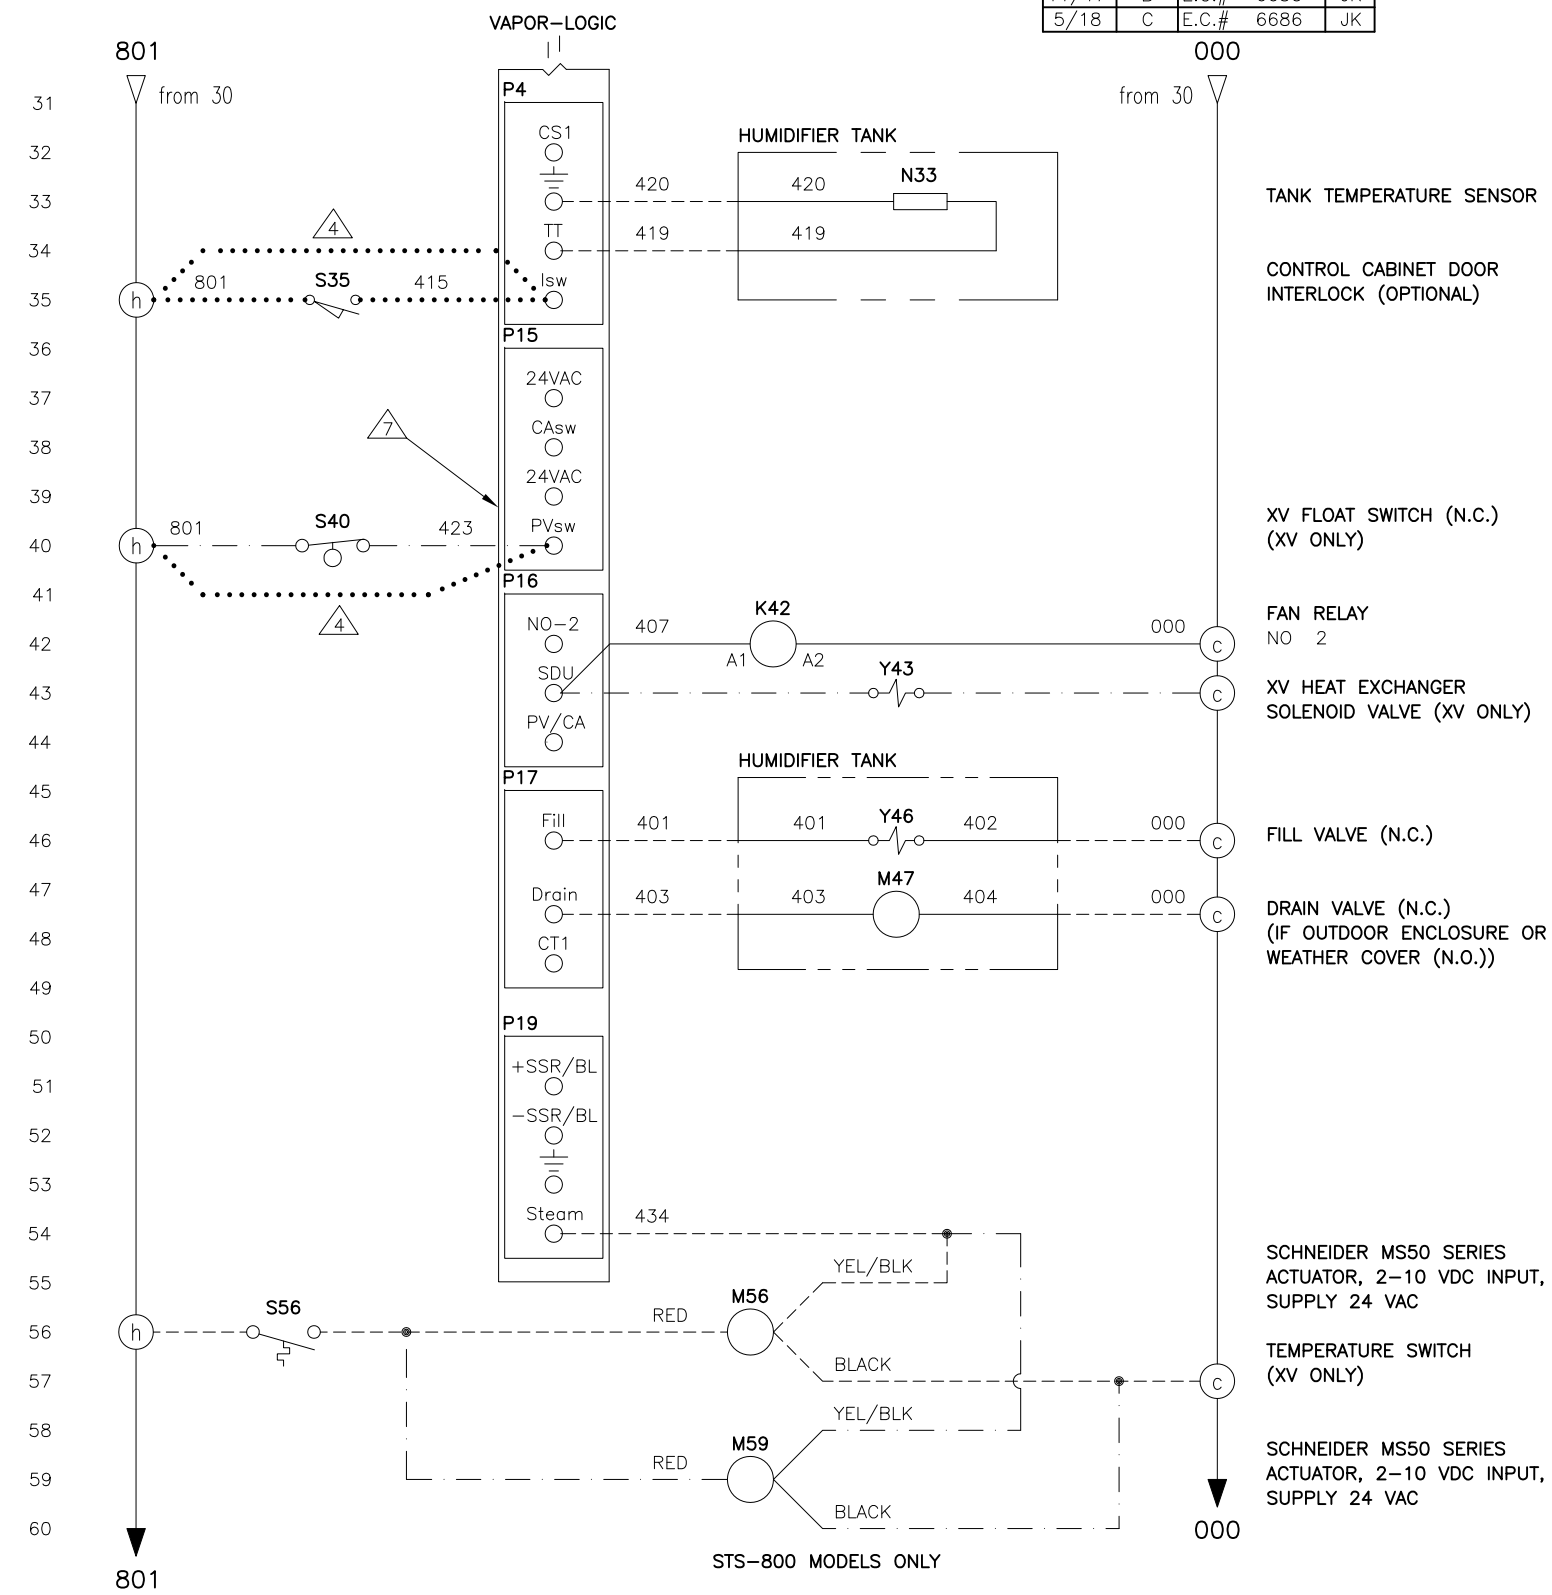 5/18 C E.C.# 6686 JK
VAPOR-LOGIC
801
000
from 30
from 30
P4
31
CS1
HUMIDIFIER TANK
32
420
420
N33
33
TANK TEMPERATURE SENSOR
4
TT
419
419
34
801
S35
415
Isw
CONTROL CABINET DOOR
INTERLOCK (OPTIONAL)
h
35
P15
36
24VAC
37
7
CAsw
38
24VAC
39
801
S40
423
PVsw
XV FLOAT SWITCH (N.C.)
(XV ONLY)
h
40
P16
41
4
NO-2
407
K42
000
FAN RELAY
NO 2
42
A1
A2
c
SDU
Y43
43
c
XV HEAT EXCHANGER
SOLENOID VALVE (XV ONLY)
PV/CA
44
HUMIDIFIER TANK
P17
45
Fill
401
401
Y46
402
000
46
c
FILL VALVE (N.C.)
47
M47
Drain
403
403
404
000
c
DRAIN VALVE (N.C.)
(IF OUTDOOR ENCLOSURE OR
WEATHER COVER (N.O.))
48
CT1
49
P19
50
+SSR/BL
51
-SSR/BL
52
53
Steam
434
54
YEL/BLK
55
SCHNEIDER MS50 SERIES
ACTUATOR, 2-10 VDC INPUT,
SUPPLY 24 VAC
S56
RED
M56
56
h
BLACK
57
c
TEMPERATURE SWITCH
(XV ONLY)
YEL/BLK
58
RED
M59
59
SCHNEIDER MS50 SERIES
ACTUATOR, 2-10 VDC INPUT,
SUPPLY 24 VAC
BLACK
60
000
STS-800 MODELS ONLY
801